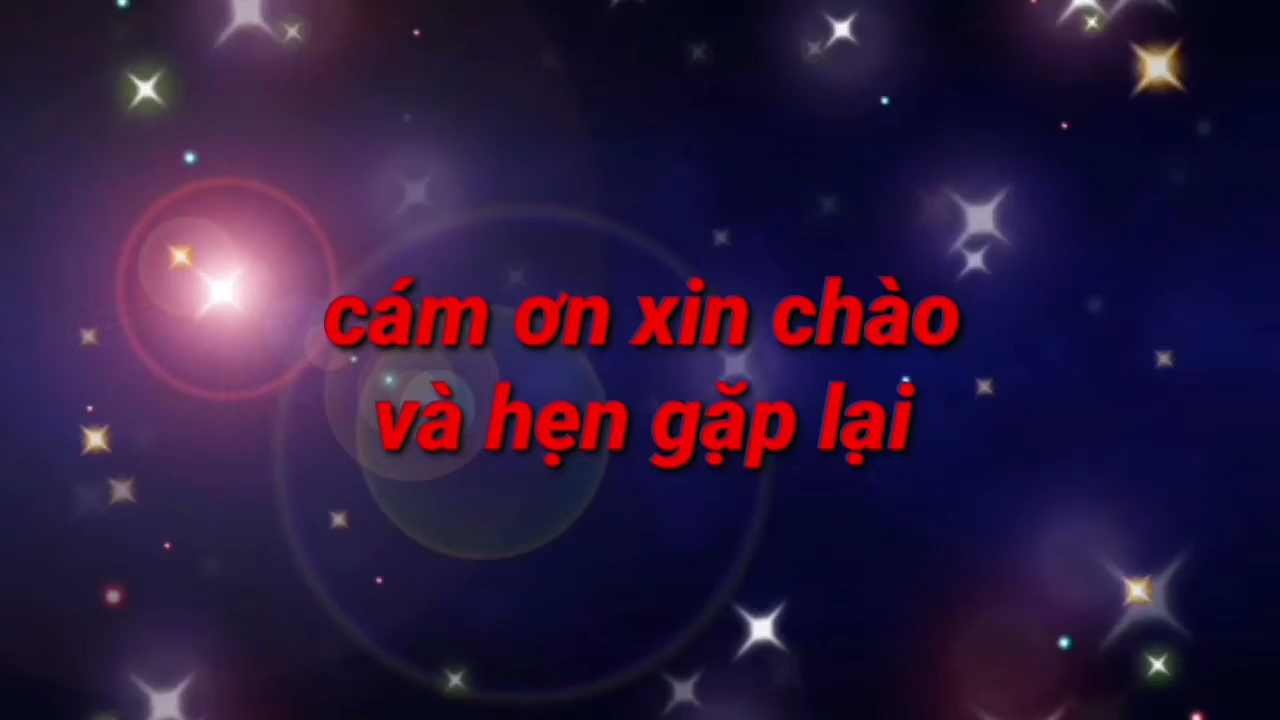 cám ơn xin chào
và hẹn gặp lại